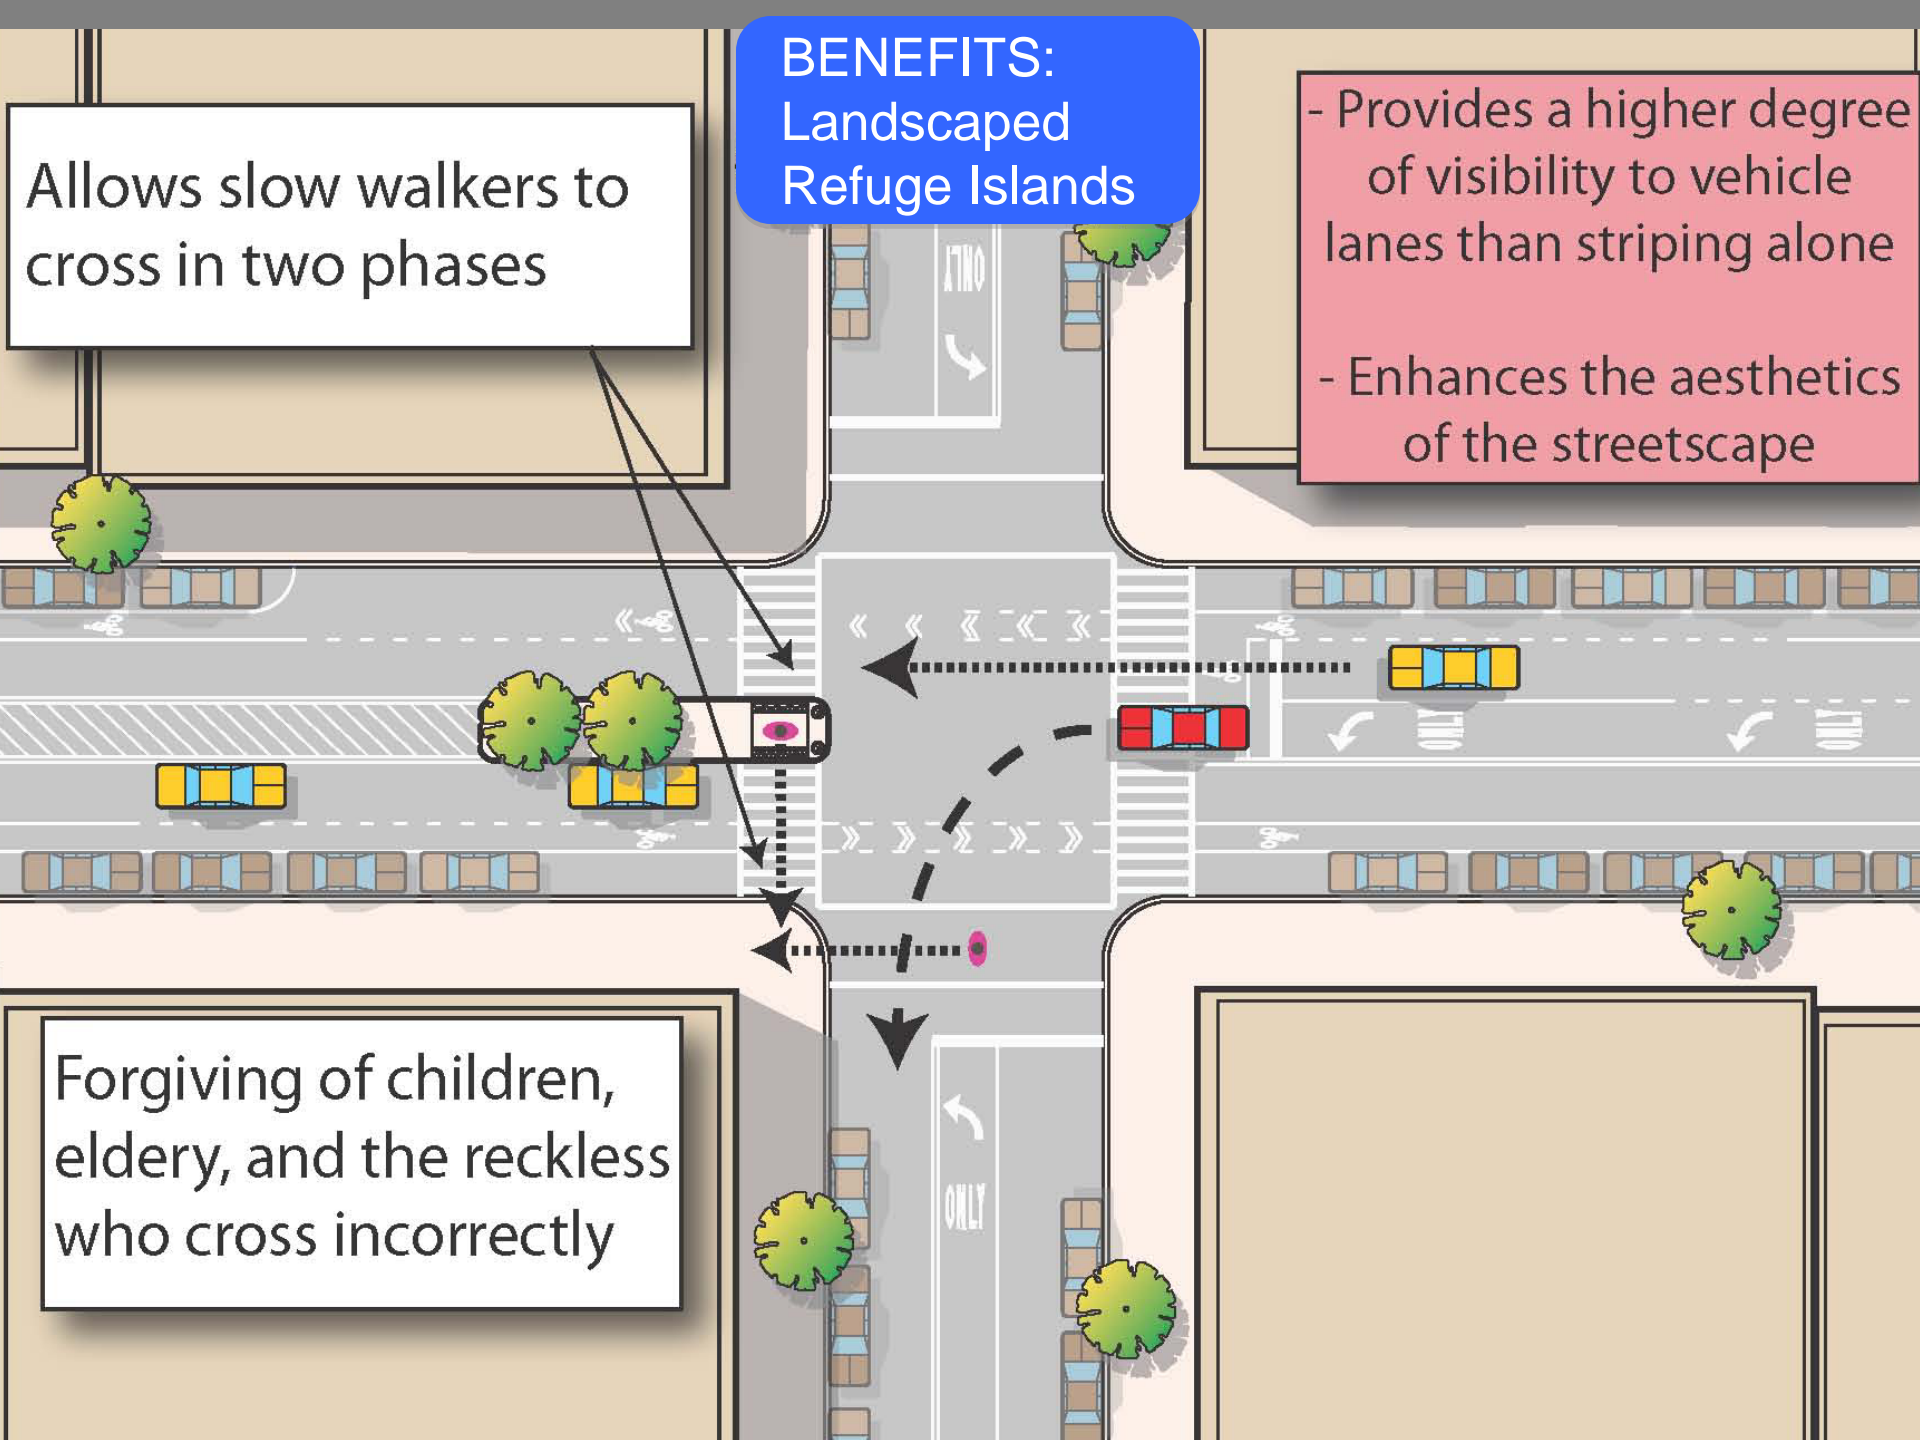 BENEFITS:
Landscaped
Refuge Islands
Allows slow walkers to
cross in two phases
- Provides a higher degree
of visibility to vehicle
lanes than striping alone
- Enhances the aesthetics
of the streetscape
ONLY
ONLY
ONLY
Forgiving of children,
eldery, and the reckless
who cross incorrectly
ONLY